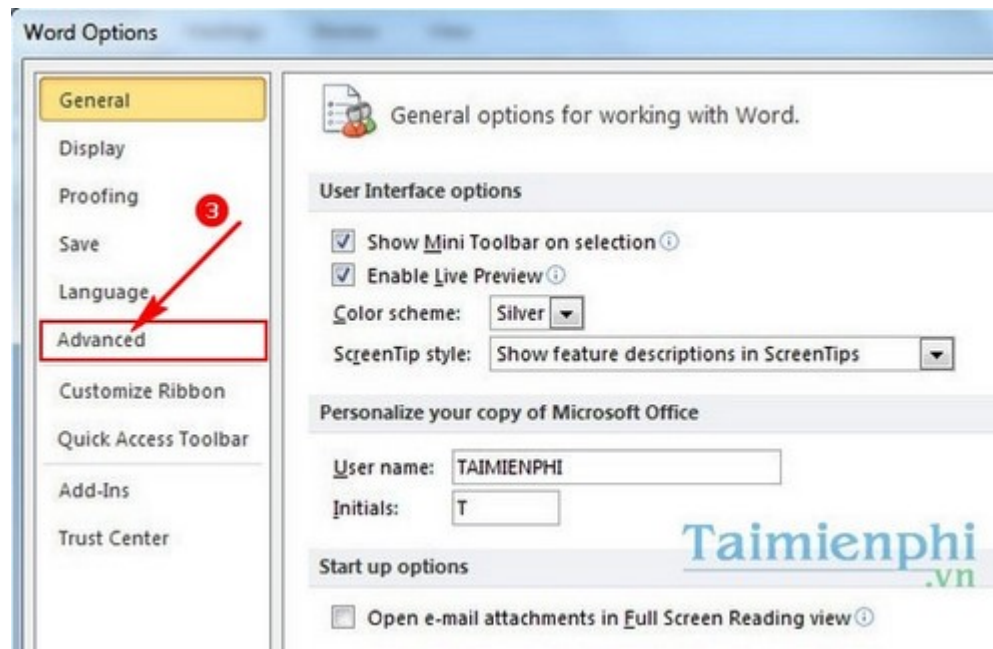 Word Options
General
Display
Proofing
3
Save
Language
Advanced
Customize Ribbon
Quick Access Toolbar
Add-Ins
Trust Center
General options for working with Word.
User Interface options
Show Mini Toolbar on selection
Enable Live Preview
Color scheme: Silver
ScreenTip style: Show feature descriptions in ScreenTips
Personalize your copy of Microsoft Office
User name: TAIMIENPHI
Initials: T
Taimienphi
.vn
Start up options
Open e-mail attachments in Full Screen Reading view